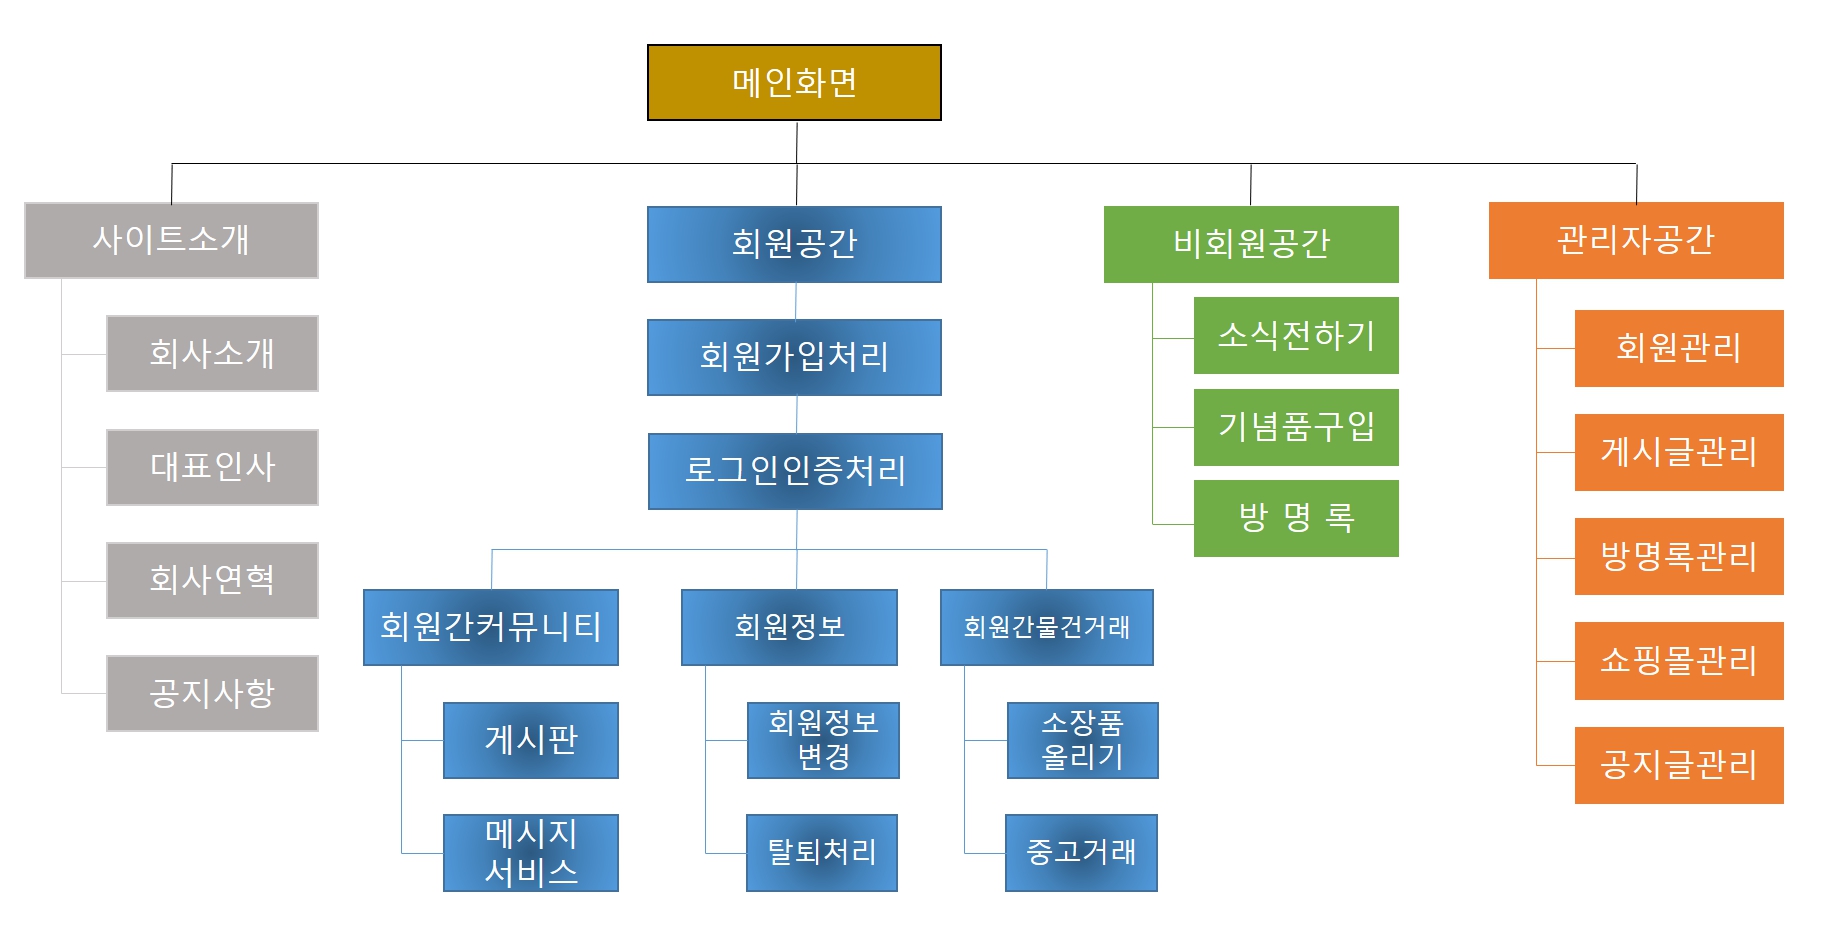 메인화면
사이트소개
회사소개
대표인사
회사연혁
공지사항
회원공간
회원가입처리
로그인인증처리
회원간커뮤니티
게시판
메시지
서비스
회원정보
회원정보
변경
탈퇴처리
회원간물건거래
소장품
올리기
중고거래
비회원공간
소식전하기
기념품구입
방 명 록
관리자공간
회원관리
게시글관리
방명록관리
쇼핑몰관리
공지글관리